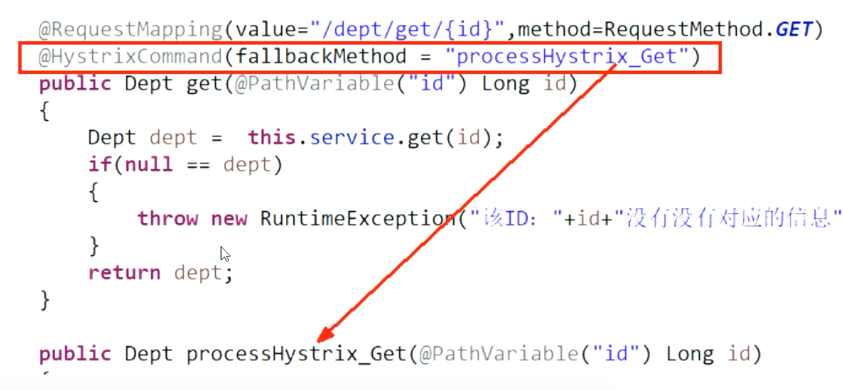 @RequestMapping(value="/dept/get/{id}",method=RequestMethod.GET)
@HystrixCommand(fallbackMethod = "processHystrix_Get")
public Dept get(@PathVariable("id") Long id)
{
Dept dept =  this.service.get(id);
if(null == dept)
{
throw new RuntimeException("该ID："+id+"没有没有对应的信息"
}
return dept;
}
public Dept processHystrix_Get(@PathVariable("id") Long id)
{